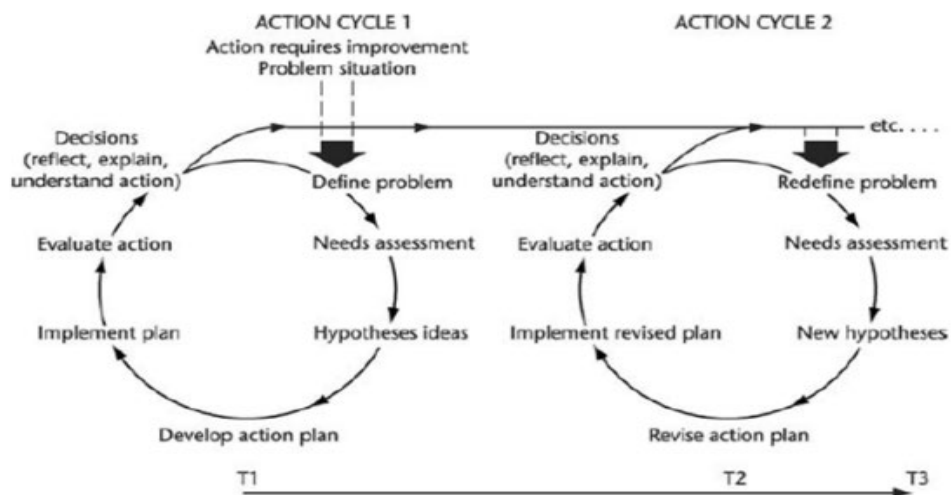 ACTION CYCLE 1
Action requires improvement
Problem situation
Decisions
(reflect, explain,
understand action)
Define problem
Evaluate action
Needs assessment
Implement plan
Hypotheses ideas
Develop action plan
ACTION CYCLE 2
etc. . . .
Decisions
(reflect, explain,
understand action)
Redefine problem
Evaluate action
Needs assessment
Implement revised plan
New hypotheses
Revise action plan
T1
T2
T3